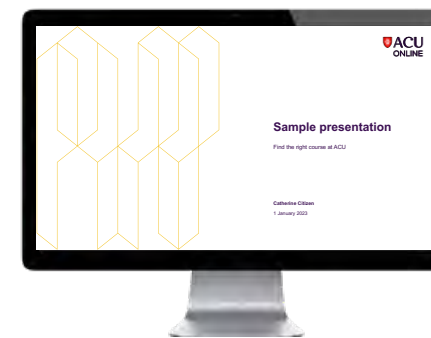 ACU
ONLINE
Sample presentation
Find the right course at ACU
Catherine Citizen
1 January 2023